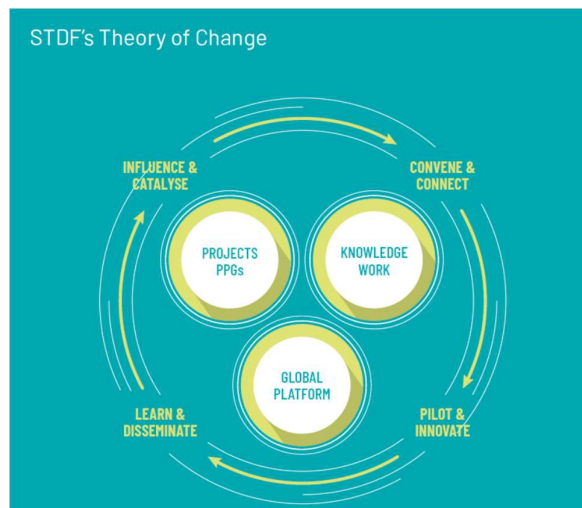 STDF's Theory of Change
INFLUENCE &
CATALYSE
CONVENE &
CONNECT
PROJECTS
PPGs
KNOWLEDGE
WORK
GLOBAL
PLATFORM
LEARN &
DISSEMINATE
PILOT &
INNOVATE